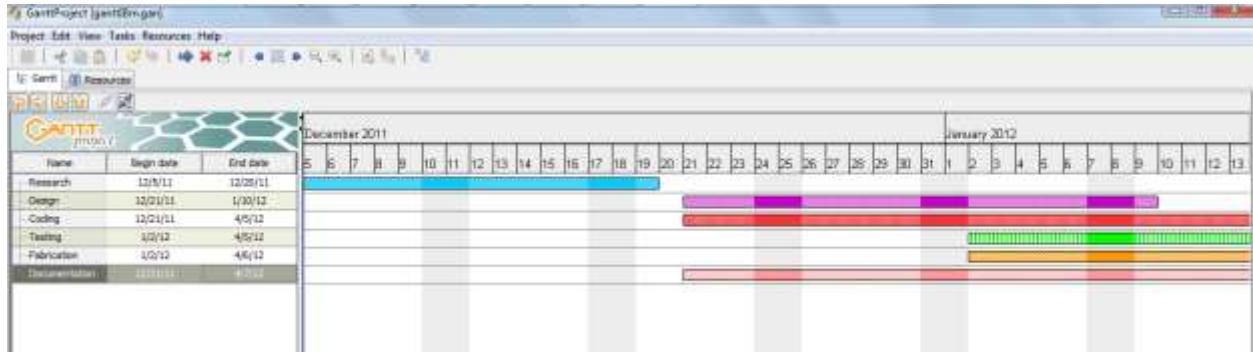 GanttProject [gantt08m.gan]
Project Edit View Tasks Resources Help
Gantt Resources
GANTT project
December 2011 January 2012
Name Begin date End date 5 6 7 8 9 10 11 12 13 14 15 16 17 18 19 20 21 22 23 24 25 26 27 28 29 30 31 1 2 3 4 5 6 7 8 9 10 11 12 13
Research 12/5/11
Design 12/21/11 1/10/12
Coding 12/21/11 4/5/12
Testing 1/2/12 4/5/12
Fabrication 1/2/12 4/6/12
Documentation 12/21/11